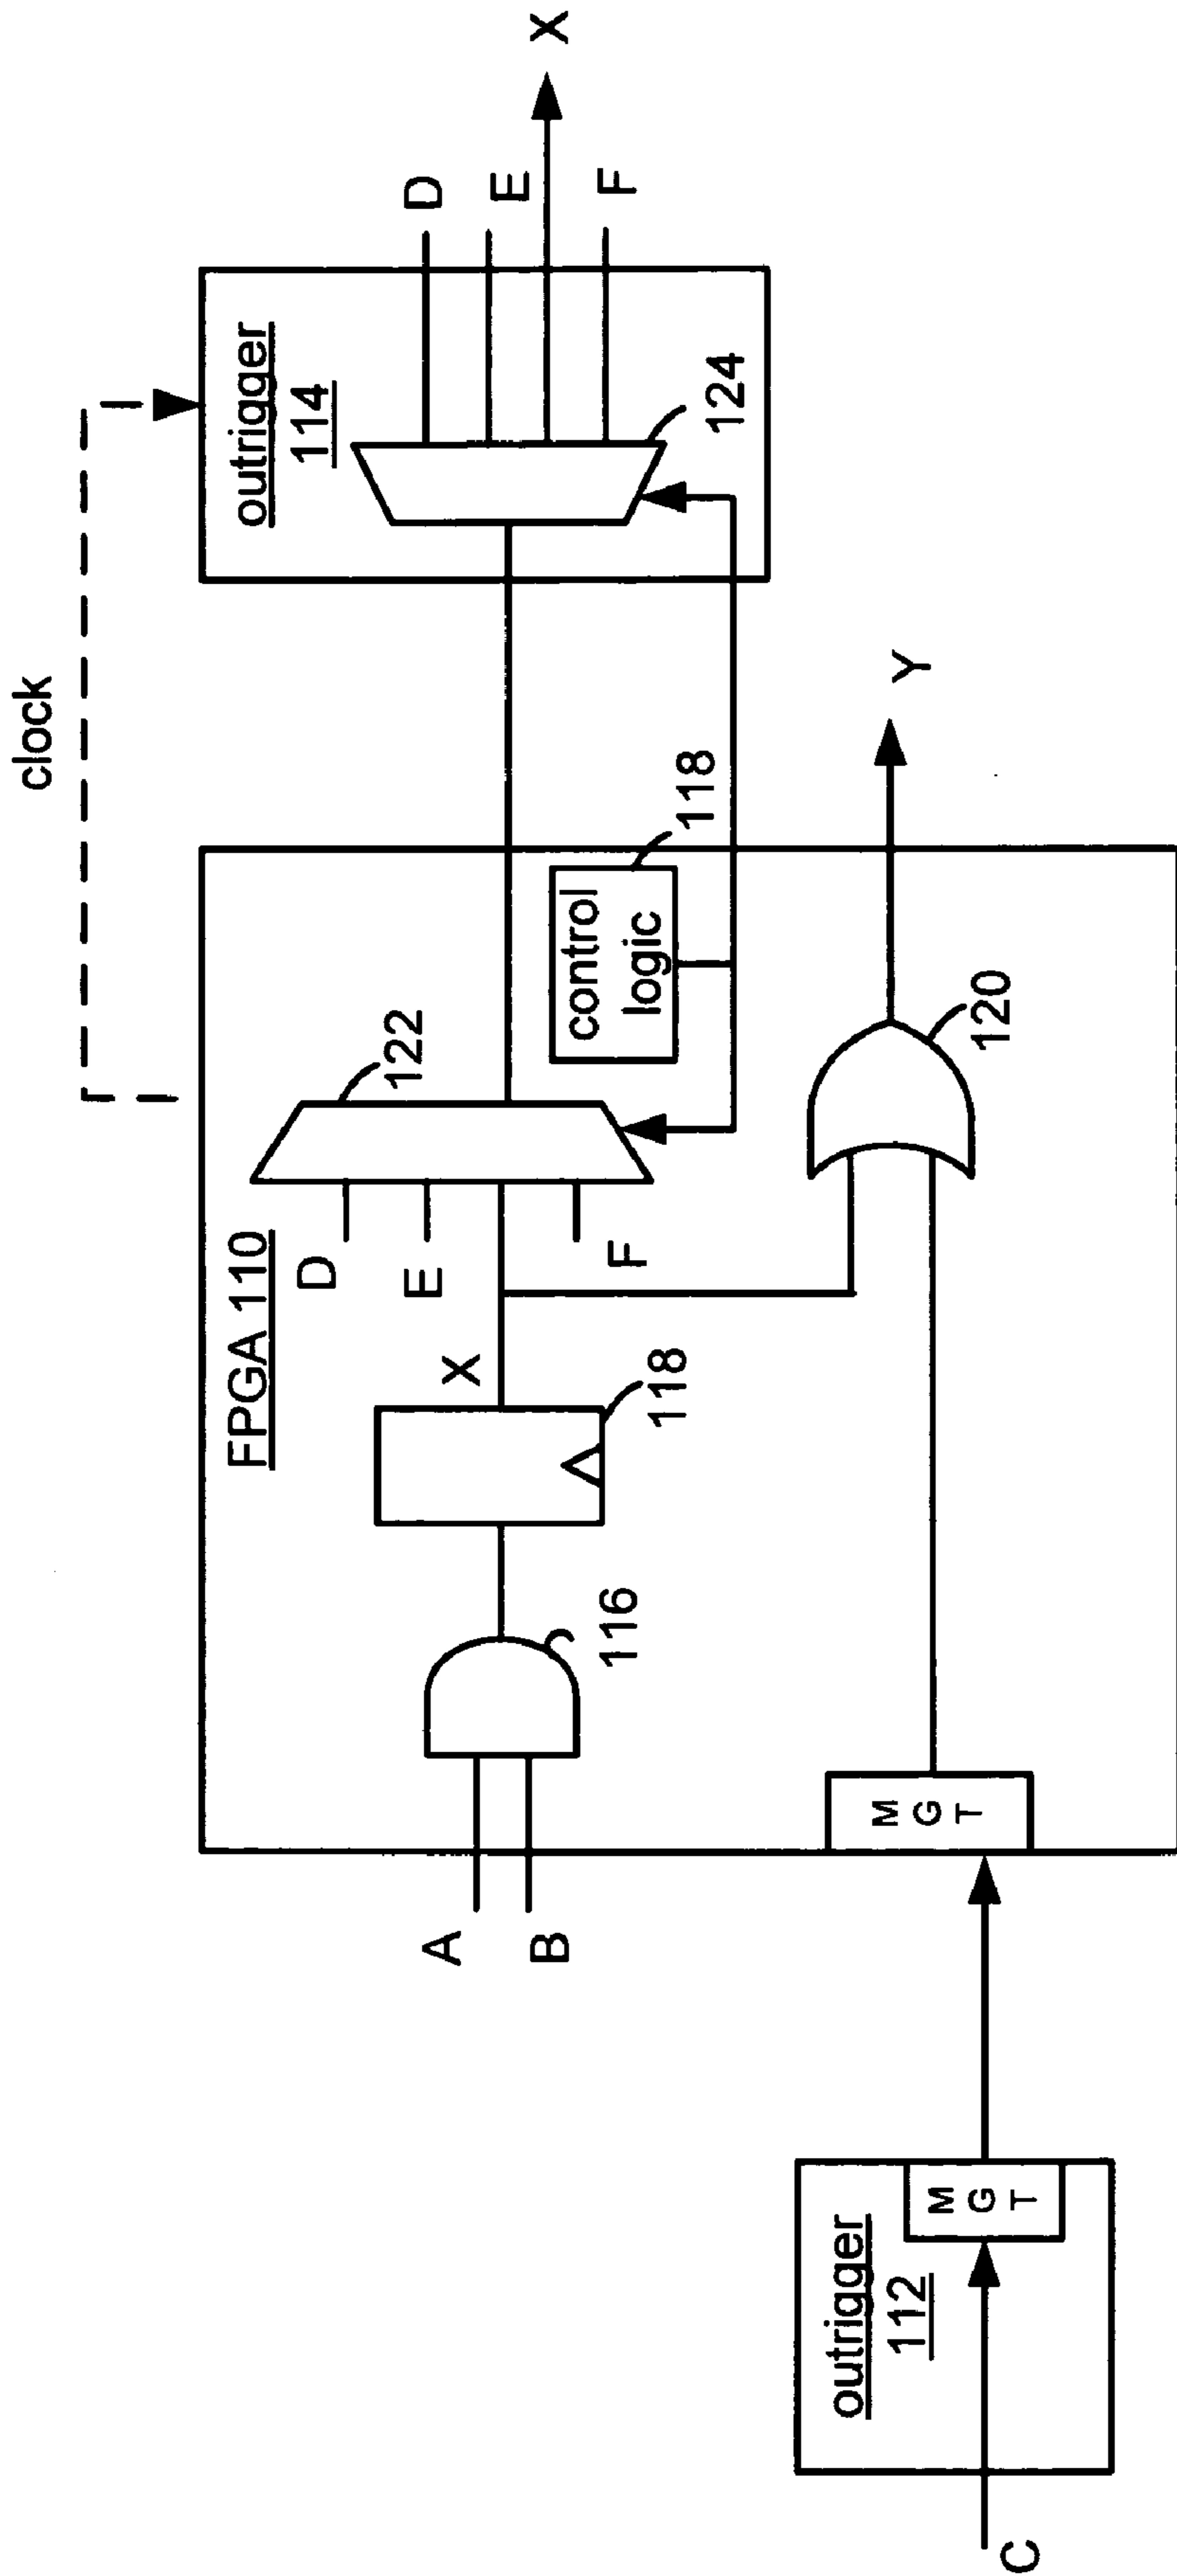 clock
outrigger
114
D
E
X
F
124
FPGA 110
D
E
X
F
122
control
logic
118
118
A
B
116
120
Y
M
G
T
outrigger
112
M
G
T
C